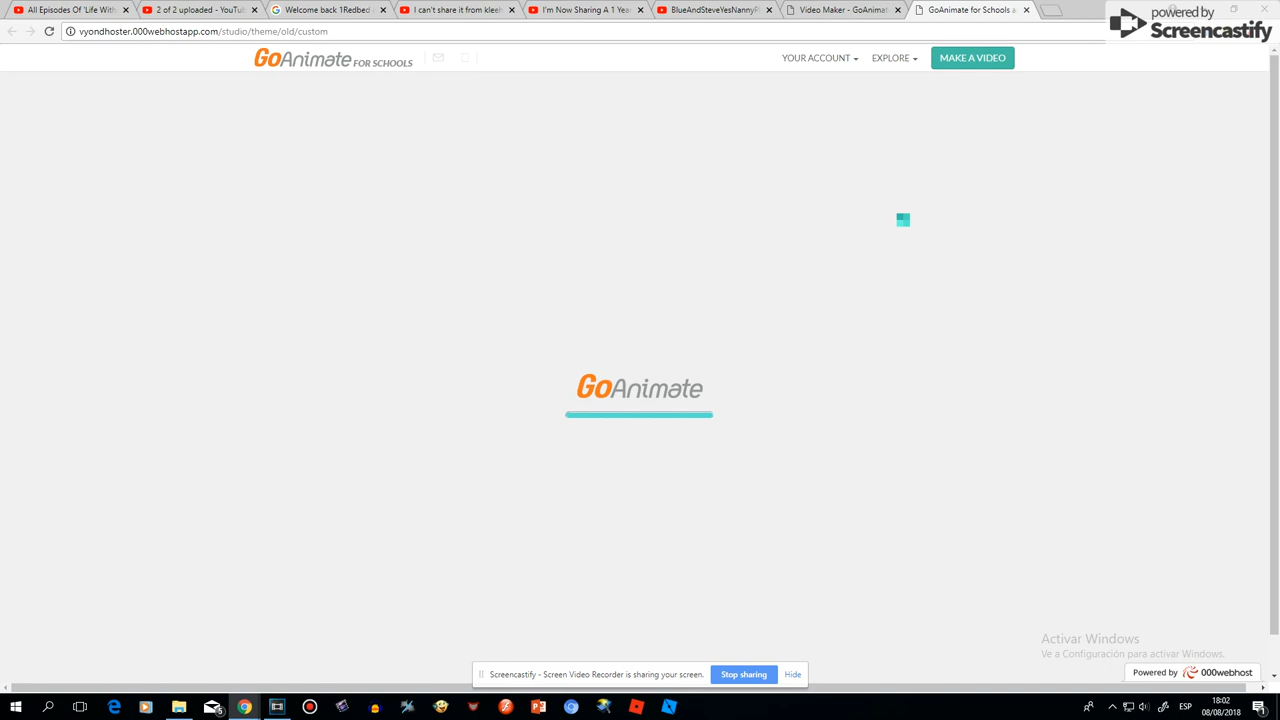 All Episodes Of 'Life With
2 of 2 uploaded - YouTub
Welcome back 1Redbed
I can't share it from kleeh
I'm Now Sharing A 1 Year
BlueAndSteveYesNannyPl
Video Maker - GoAnimat
GoAnimate for Schools a
powered by
Screencastify
vyondhoster.000webhostapp.com/studio/theme/old/custom
GoAnimate FOR SCHOOLS
YOUR ACCOUNT
EXPLORE
MAKE A VIDEO
GoAnimate
Activar Windows
Ve a Configuración para activar Windows.
Powered by 000webhost
Screencastify - Screen Video Recorder is sharing your screen.
Stop sharing
Hide
ESP
18:02
08/08/2018